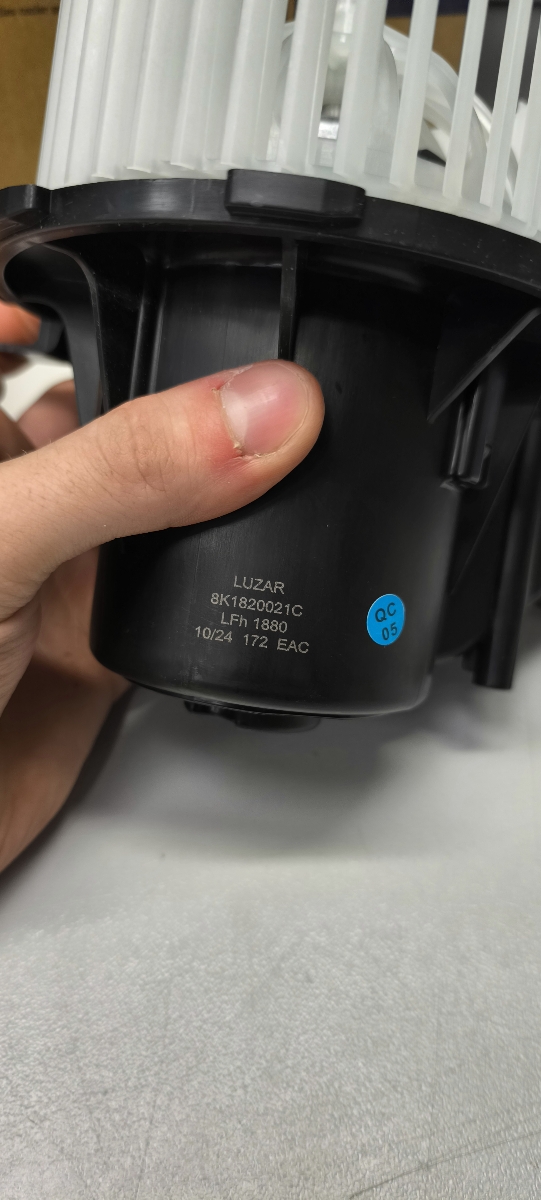 LUZAR
8K1820021C
LFh 1880
10/24 172 EAC
QC
05